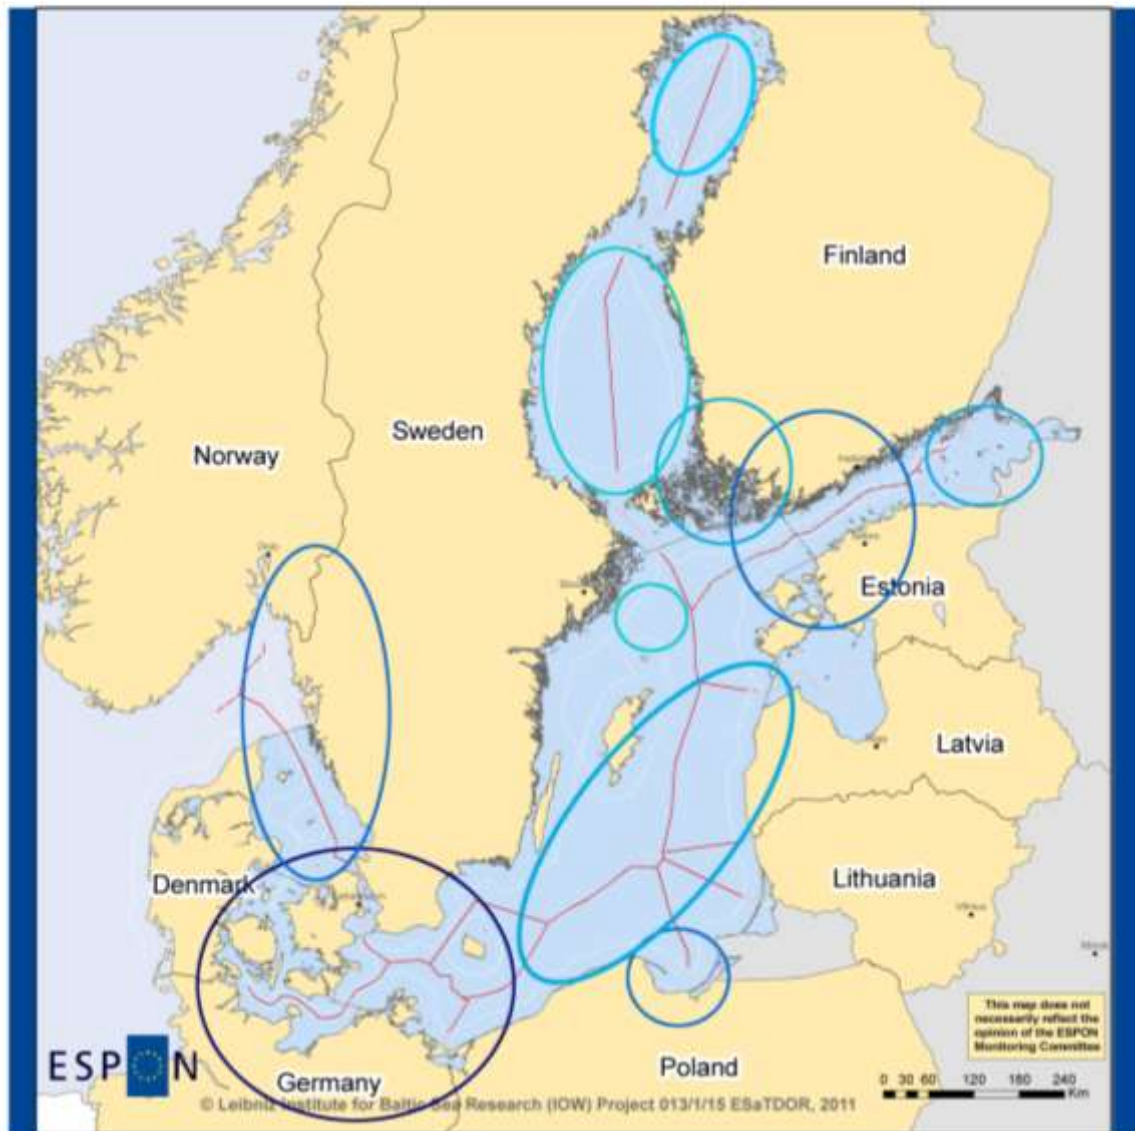 Finland
Sweden
Norway
Estonia
Latvia
Lithuania
Denmark
Vilnius
This map does not
necessarily reflect the
opinion of the ESPON
Monitoring Committee
ESPON
Poland
Germany
0 30 60 120 180 240
Km
© Leibniz Institute for Baltic Sea Research (IOW) Project 013/1/15 ESaTDOR, 2011